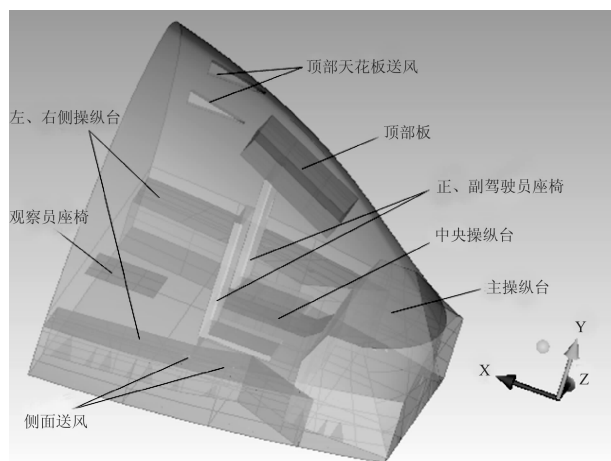 顶部天花板送风
左、右侧操纵台
顶部板
正、副驾驶员座椅
观察员座椅
中央操纵台
主操纵台
Y
X
Z
侧面送风